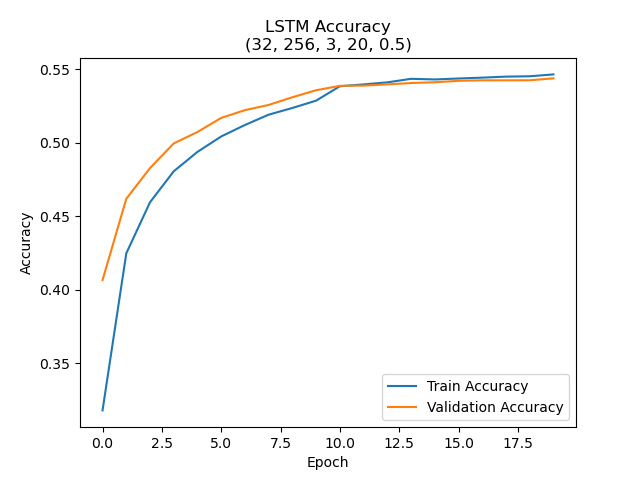 LSTM Accuracy
(32, 256, 3, 20, 0.5)
0.55
0.50
0.45
0.40
0.35
Accuracy
Train Accuracy
Validation Accuracy
0.0 2.5 5.0 7.5 10.0 12.5 15.0 17.5
Epoch